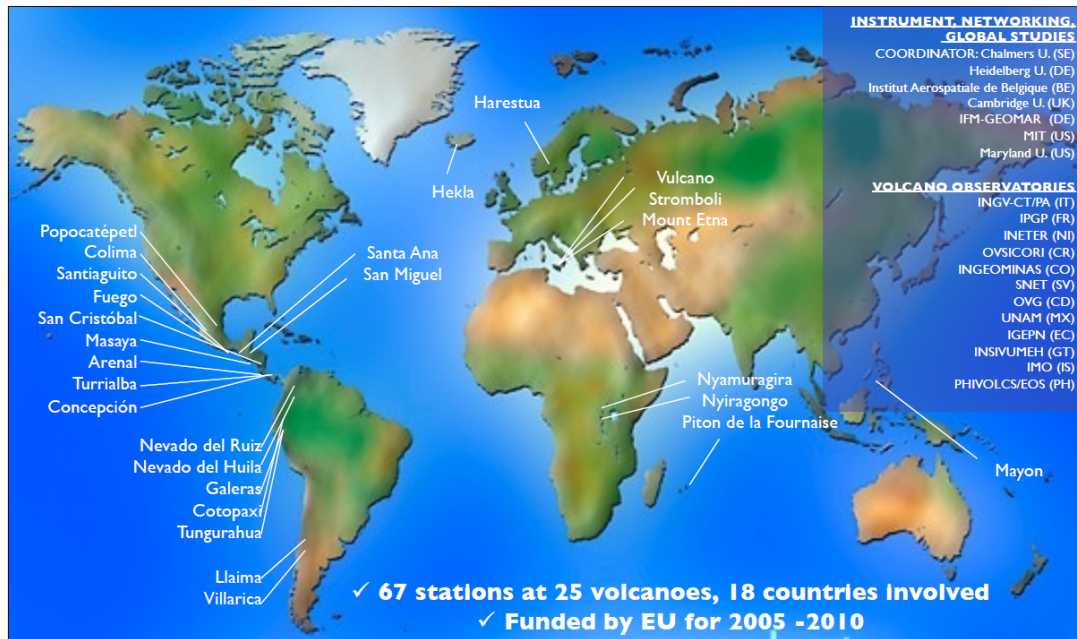 INSTRUMENT, NETWORKING,
GLOBAL STUDIES
COORDINATOR: Chalmers U. (SE)
Heidelberg U. (DE)
Institut Aerospatiale de Belgique (BE)
Cambridge U. (UK)
IFM-GEOMAR (DE)
MIT (US)
Maryland U. (US)
VOLCANO OBSERVATORIES
INGV-CT/PA (IT)
IPGP (FR)
INETER (NI)
OVSICORI (CR)
INGEOMINAS (CO)
SNET (SV)
OVG (CD)
UNAM (MX)
IGEPN (EC)
INSIVUMEH (GT)
IMO (IS)
PHIVOLCS/EOS (PH)
Harestua
Hekla
Vulcano
Stromboli
Mount Etna
Popocatépetl
Colima
Santiaguito
Fuego
San Cristóbal
Masaya
Arenal
Turrialba
Concepción
Santa Ana
San Miguel
Nevado del Ruiz
Nevado del Huila
Galeras
Cotopaxi
Tungurahua
Llaima
Villarica
Nyamuragira
Nyiragongo
Piton de la Fournaise
Mayon
✓ 67 stations at 25 volcanoes, 18 countries involved
✓ Funded by EU for 2005 -2010